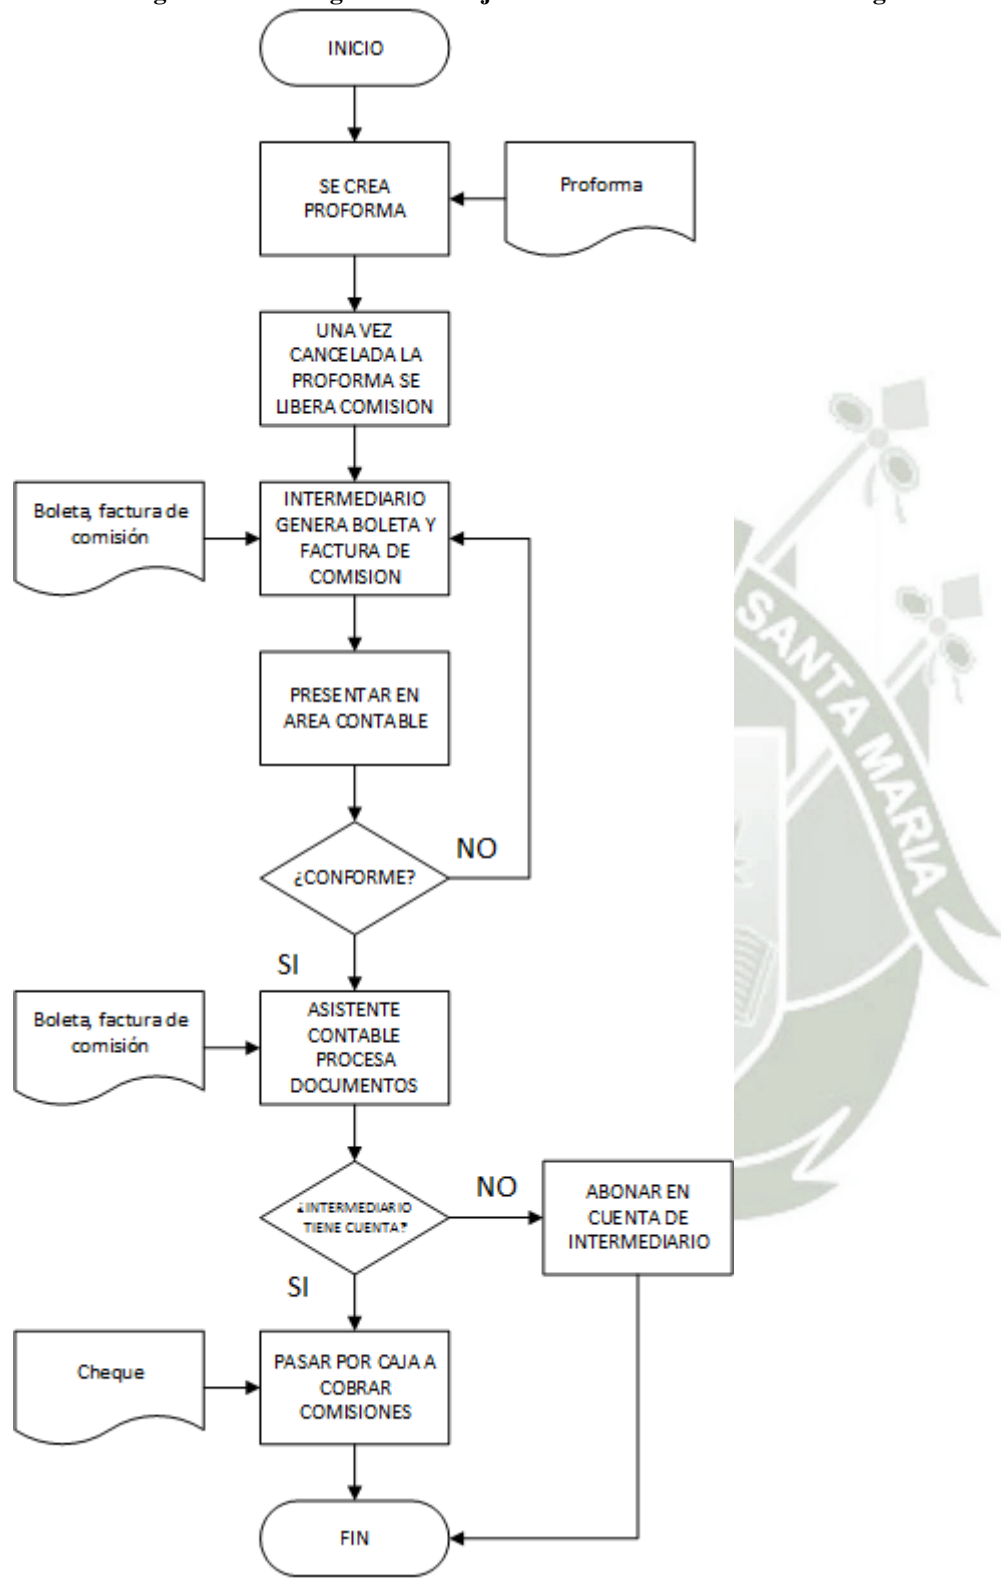 INICIO
SE CREA
PROFORMA
Proforma
UNA VEZ
CANCELADA LA
PROFORMA SE
LIBERA COMISION
Boleta, factura de
comisión
INTERMEDIARIO
GENERA BOLETA Y
FACTURA DE
COMISION
PRESENTAR EN
AREA CONTABLE
¿CONFORME?
NO
SI
Boleta, factura de
comisión
ASISTENTE
CONTABLE
PROCESA
DOCUMENTOS
¿INTERMEDIARIO
TIENE CUENTA?
NO
ABONAR EN
CUENTA DE
INTERMEDIARIO
SI
Cheque
PASAR POR CAJA A
COBRAR
COMISIONES
FIN
SANTA MARIA